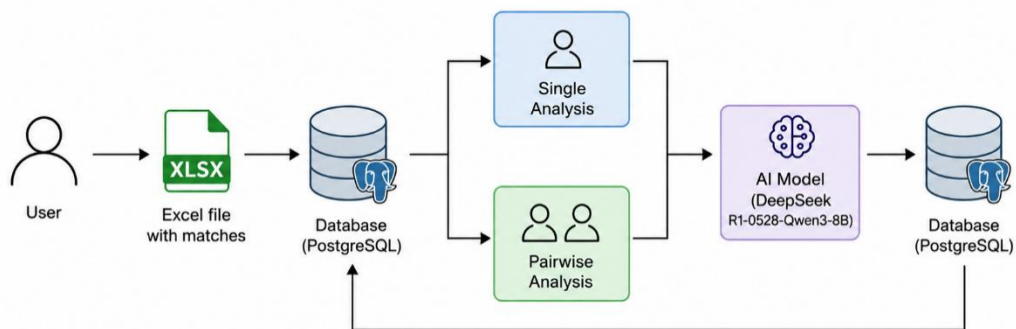 User
XLSX
Excel file
with matches
Database
(PostgreSQL)
Single
Analysis
Pairwise
Analysis
AI Model
(DeepSeek
R1-0528-Qwen3-8B)
Database
(PostgreSQL)